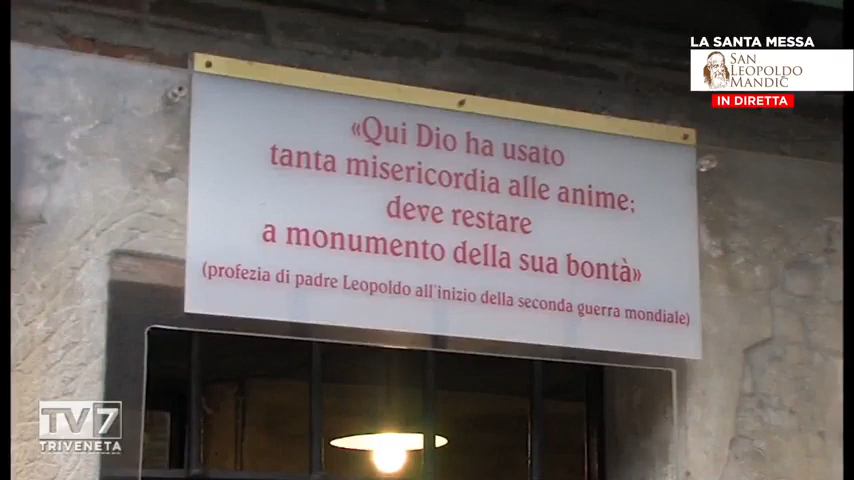 LA SANTA MESSA
SAN
LEOPOLDO
MANDIĆ
IN DIRETTA
«Qui Dio ha usato
tanta misericordia alle anime;
deve restare
a monumento della sua bontà»
(profezia di padre Leopoldo all'inizio della seconda guerra mondiale)
TV7
TRIVENETA